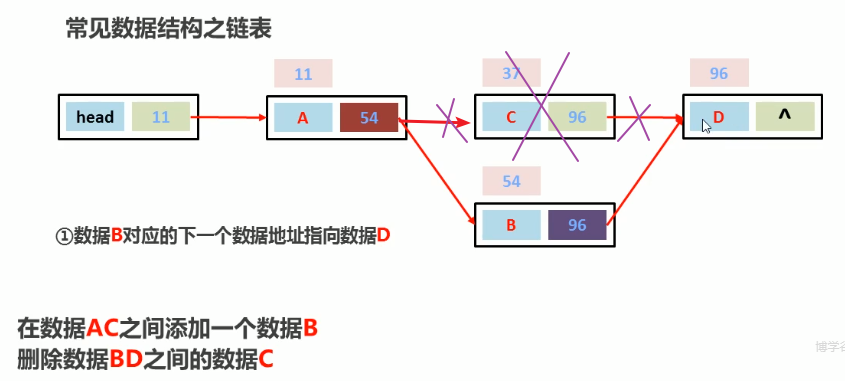 常见数据结构之链表
11 37 96
head 11 A 54 C 96 D ^
54
B 96
①数据B对应的下一个数据地址指向数据D
在数据AC之间添加一个数据B
删除数据BD之间的数据C
博学谷